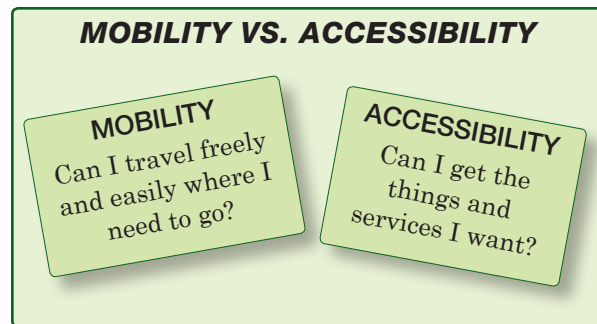 MOBILITY VS. ACCESSIBILITY
MOBILITY
Can I travel freely
and easily where I
need to go?
ACCESSIBILITY
Can I get the
things and
services I want?